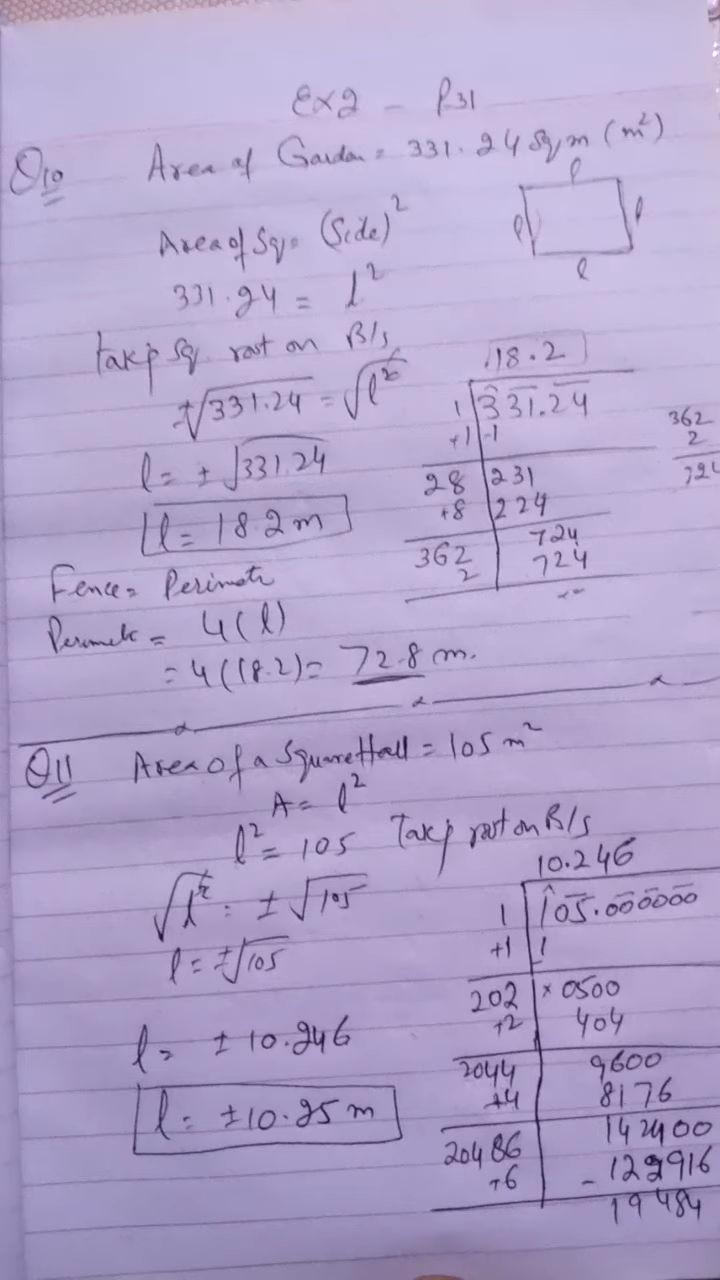 Ex2 - P31
Q10 Area of Garden = 331.24 Sq m (m²)
l
Area of Sq = (Side)²
l l
l
331.24 = l²
Takg Sq root on B/s
±√331.24 = √l²
l = ± √331.24
l = 18.2 m
18.2
1 331.24
+1 -1
28 231
+8 224
362 724
2 724
362
2
724
Fence = Perimeter
Perimeter = 4(l)
= 4(18.2) = 72.8 m.
Q11 Area of a Square Hall = 105 m²
A = l²
l² = 105 Takg root on B/s
√l² = ± √105
l = ±√105
l = ± 10.246
l = ±10.25 m
10.246
1 105.000000
+1 1
202 × 0500
+2 404
2044 9600
+4 8176
20486 142400
+6 - 122916
19484